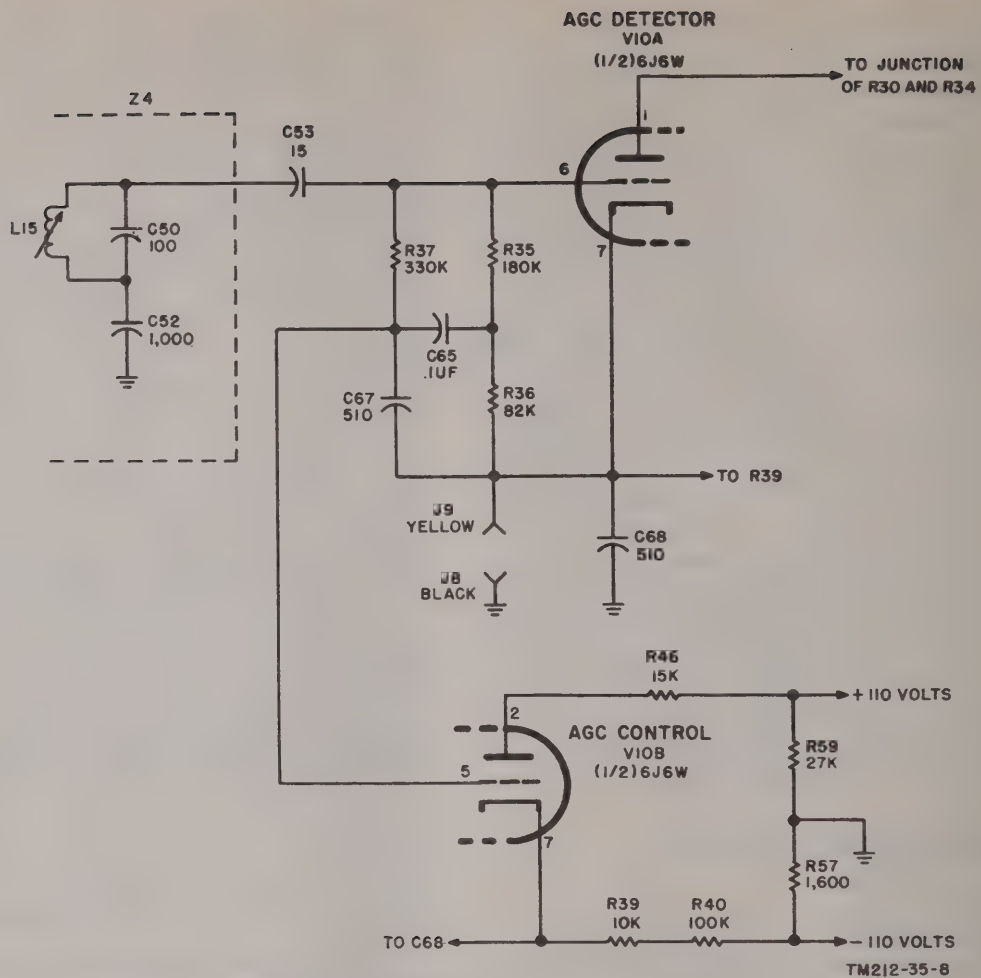 AGC DETECTOR
V10A
(1/2)6J6W
TO JUNCTION
OF R30 AND R34
1
6
7
Z4
C53
15
L15
C50
100
C52
1,000
R37
330K
R35
180K
C65
.1UF
C67
510
R36
82K
TO R39
J9
YELLOW
C68
510
J8
BLACK
R46
15K
+110 VOLTS
2
5
7
AGC CONTROL
V10B
(1/2)6J6W
R59
27K
R57
1,600
R39
10K
R40
100K
TO C68
-110 VOLTS
TM212-35-8